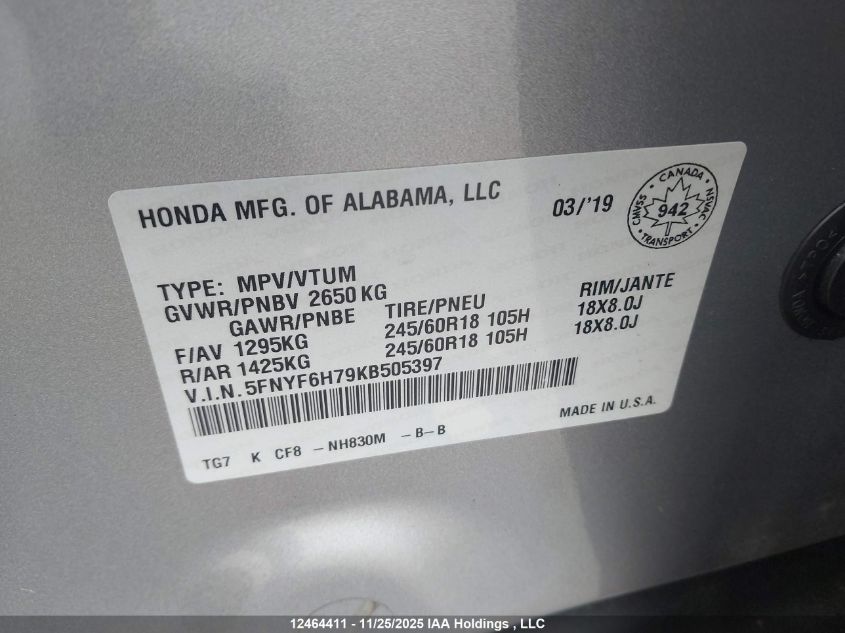 HONDA MFG. OF ALABAMA, LLC
03/'19
CANADA
CMVSS
942
NSVAC
TRANSPORT
TYPE: MPV/VTUM
GVWR/PNBV 2650 KG
GAWR/PNBE TIRE/PNEU RIM/JANTE
F/AV 1295KG 245/60R18 105H 18X8.0J
R/AR 1425KG 245/60R18 105H 18X8.0J
V.I.N. 5FNYF6H79KB505397
MADE IN U.S.A.
TG7 K CF8 -NH830M -B-B
12464411 - 11/25/2025 IAA Holdings , LLC